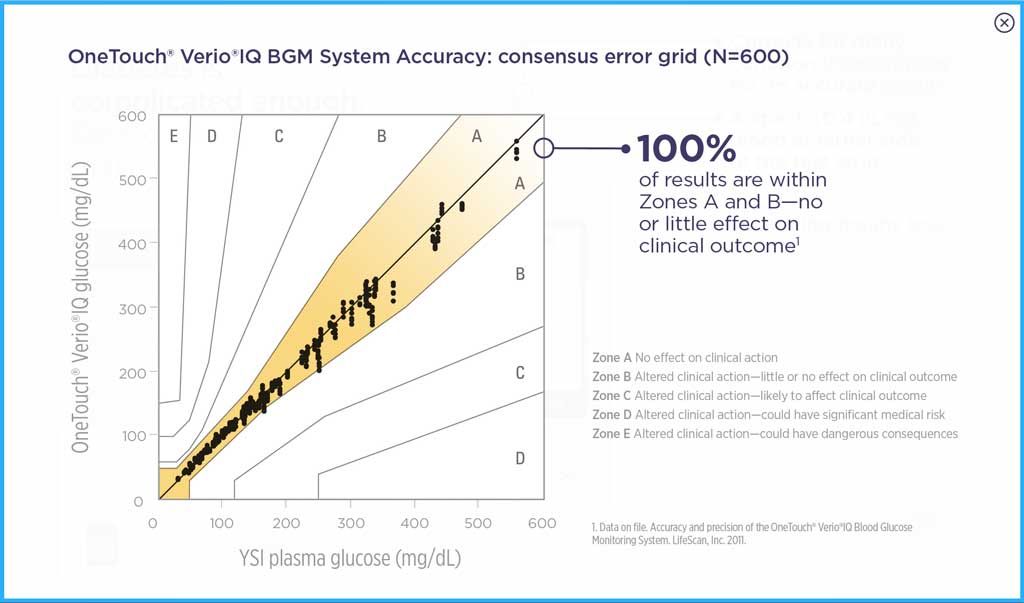 OneTouch® Verio®IQ BGM System Accuracy: consensus error grid (N=600)
OneTouch® Verio®IQ glucose (mg/dL)
600
500
400
300
200
100
0
E
D
C
B
A
A
B
C
D
0
100
200
300
400
500
600
YSI plasma glucose (mg/dL)
100%
of results are within
Zones A and B—no
or little effect on
clinical outcome¹
Zone A No effect on clinical action
Zone B Altered clinical action—little or no effect on clinical outcome
Zone C Altered clinical action—likely to affect clinical outcome
Zone D Altered clinical action—could have significant medical risk
Zone E Altered clinical action—could have dangerous consequences
1. Data on file. Accuracy and precision of the OneTouch® Verio®IQ Blood Glucose
Monitoring System. LifeScan, Inc. 2011.